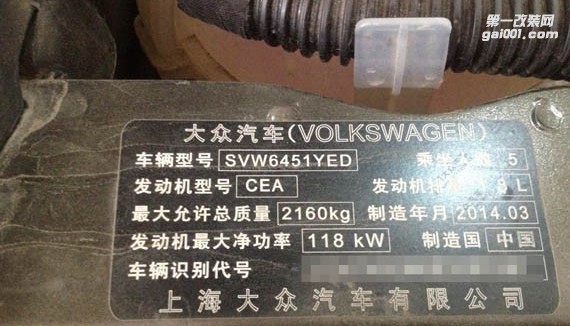 第一改装网
gai001.com
大众汽车(VOLKSWAGEN)
车辆型号 SVW6451YED 乘坐人数 5
发动机型号 CEA 发动机排量 1.8 L
最大允许总质量 2160kg 制造年月 2014.03
发动机最大净功率 118 kW 制造国 中国
车辆识别代号
上海大众汽车有限公司